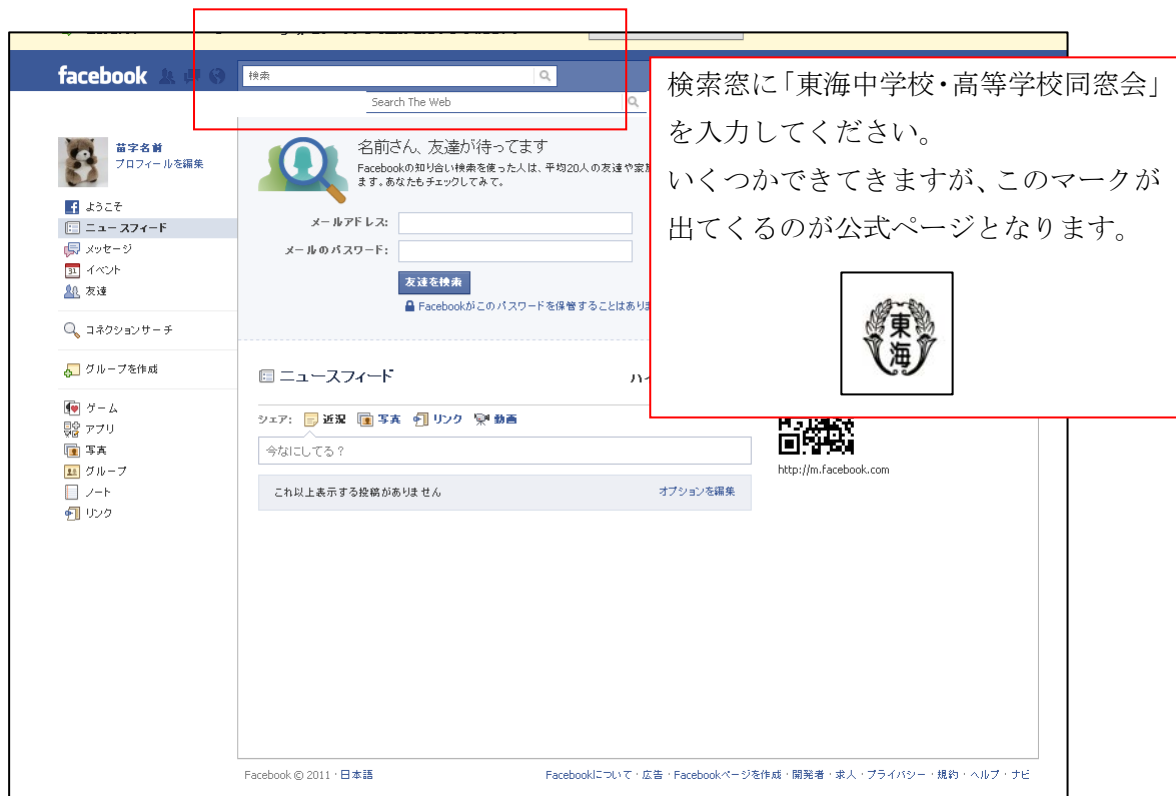 facebook
検索
Search The Web
検索窓に「東海中学校・高等学校同窓会」
を入力してください。
いくつかできてきますが、このマークが
出てくるのが公式ページとなります。
東海
苗字名前
プロフィールを編集
ようこそ
ニュースフィード
メッセージ
31 イベント
友達
コネクションサーチ
グループを作成
ゲーム
アプリ
写真
グループ
ノート
リンク
名前さん、友達が待ってます
Facebookの知り合い検索を使った人は、平均20人の友達や家族
ます。あなたもチェックしてみて。
メールアドレス:
メールのパスワード:
友達を検索
Facebookがこのパスワードを保管することはありま
ニュースフィード
ハイ
シェア: 近況 写真 リンク 動画
今なにしてる?
これ以上表示する投稿がありません
オプションを編集
http://m.facebook.com
Facebook © 2011 · 日本語
Facebookについて · 広告 · Facebookページを作成 · 開発者 · 求人 · プライバシー · 規約 · ヘルプ · ナビ